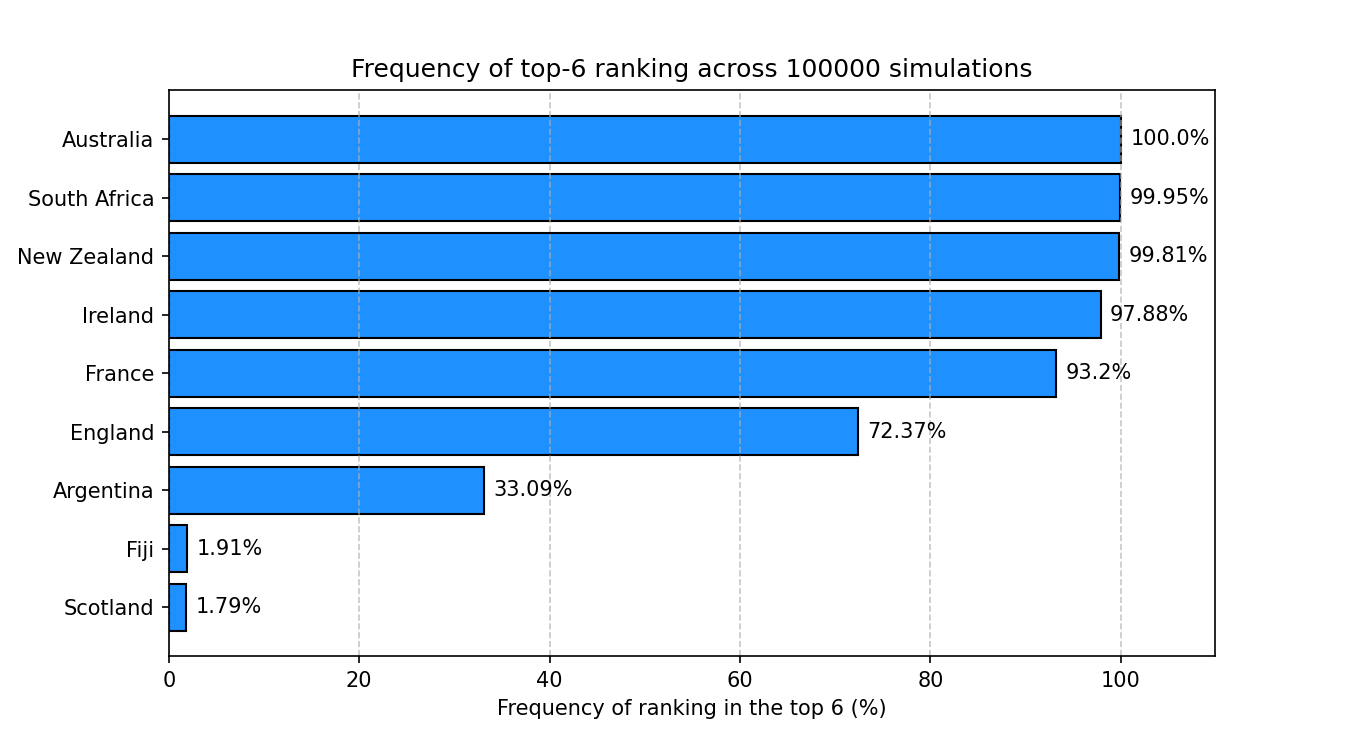 Frequency of top-6 ranking across 100000 simulations
Australia 100.0%
South Africa 99.95%
New Zealand 99.81%
Ireland 97.88%
France 93.2%
England 72.37%
Argentina 33.09%
Fiji 1.91%
Scotland 1.79%
0 20 40 60 80 100
Frequency of ranking in the top 6 (%)